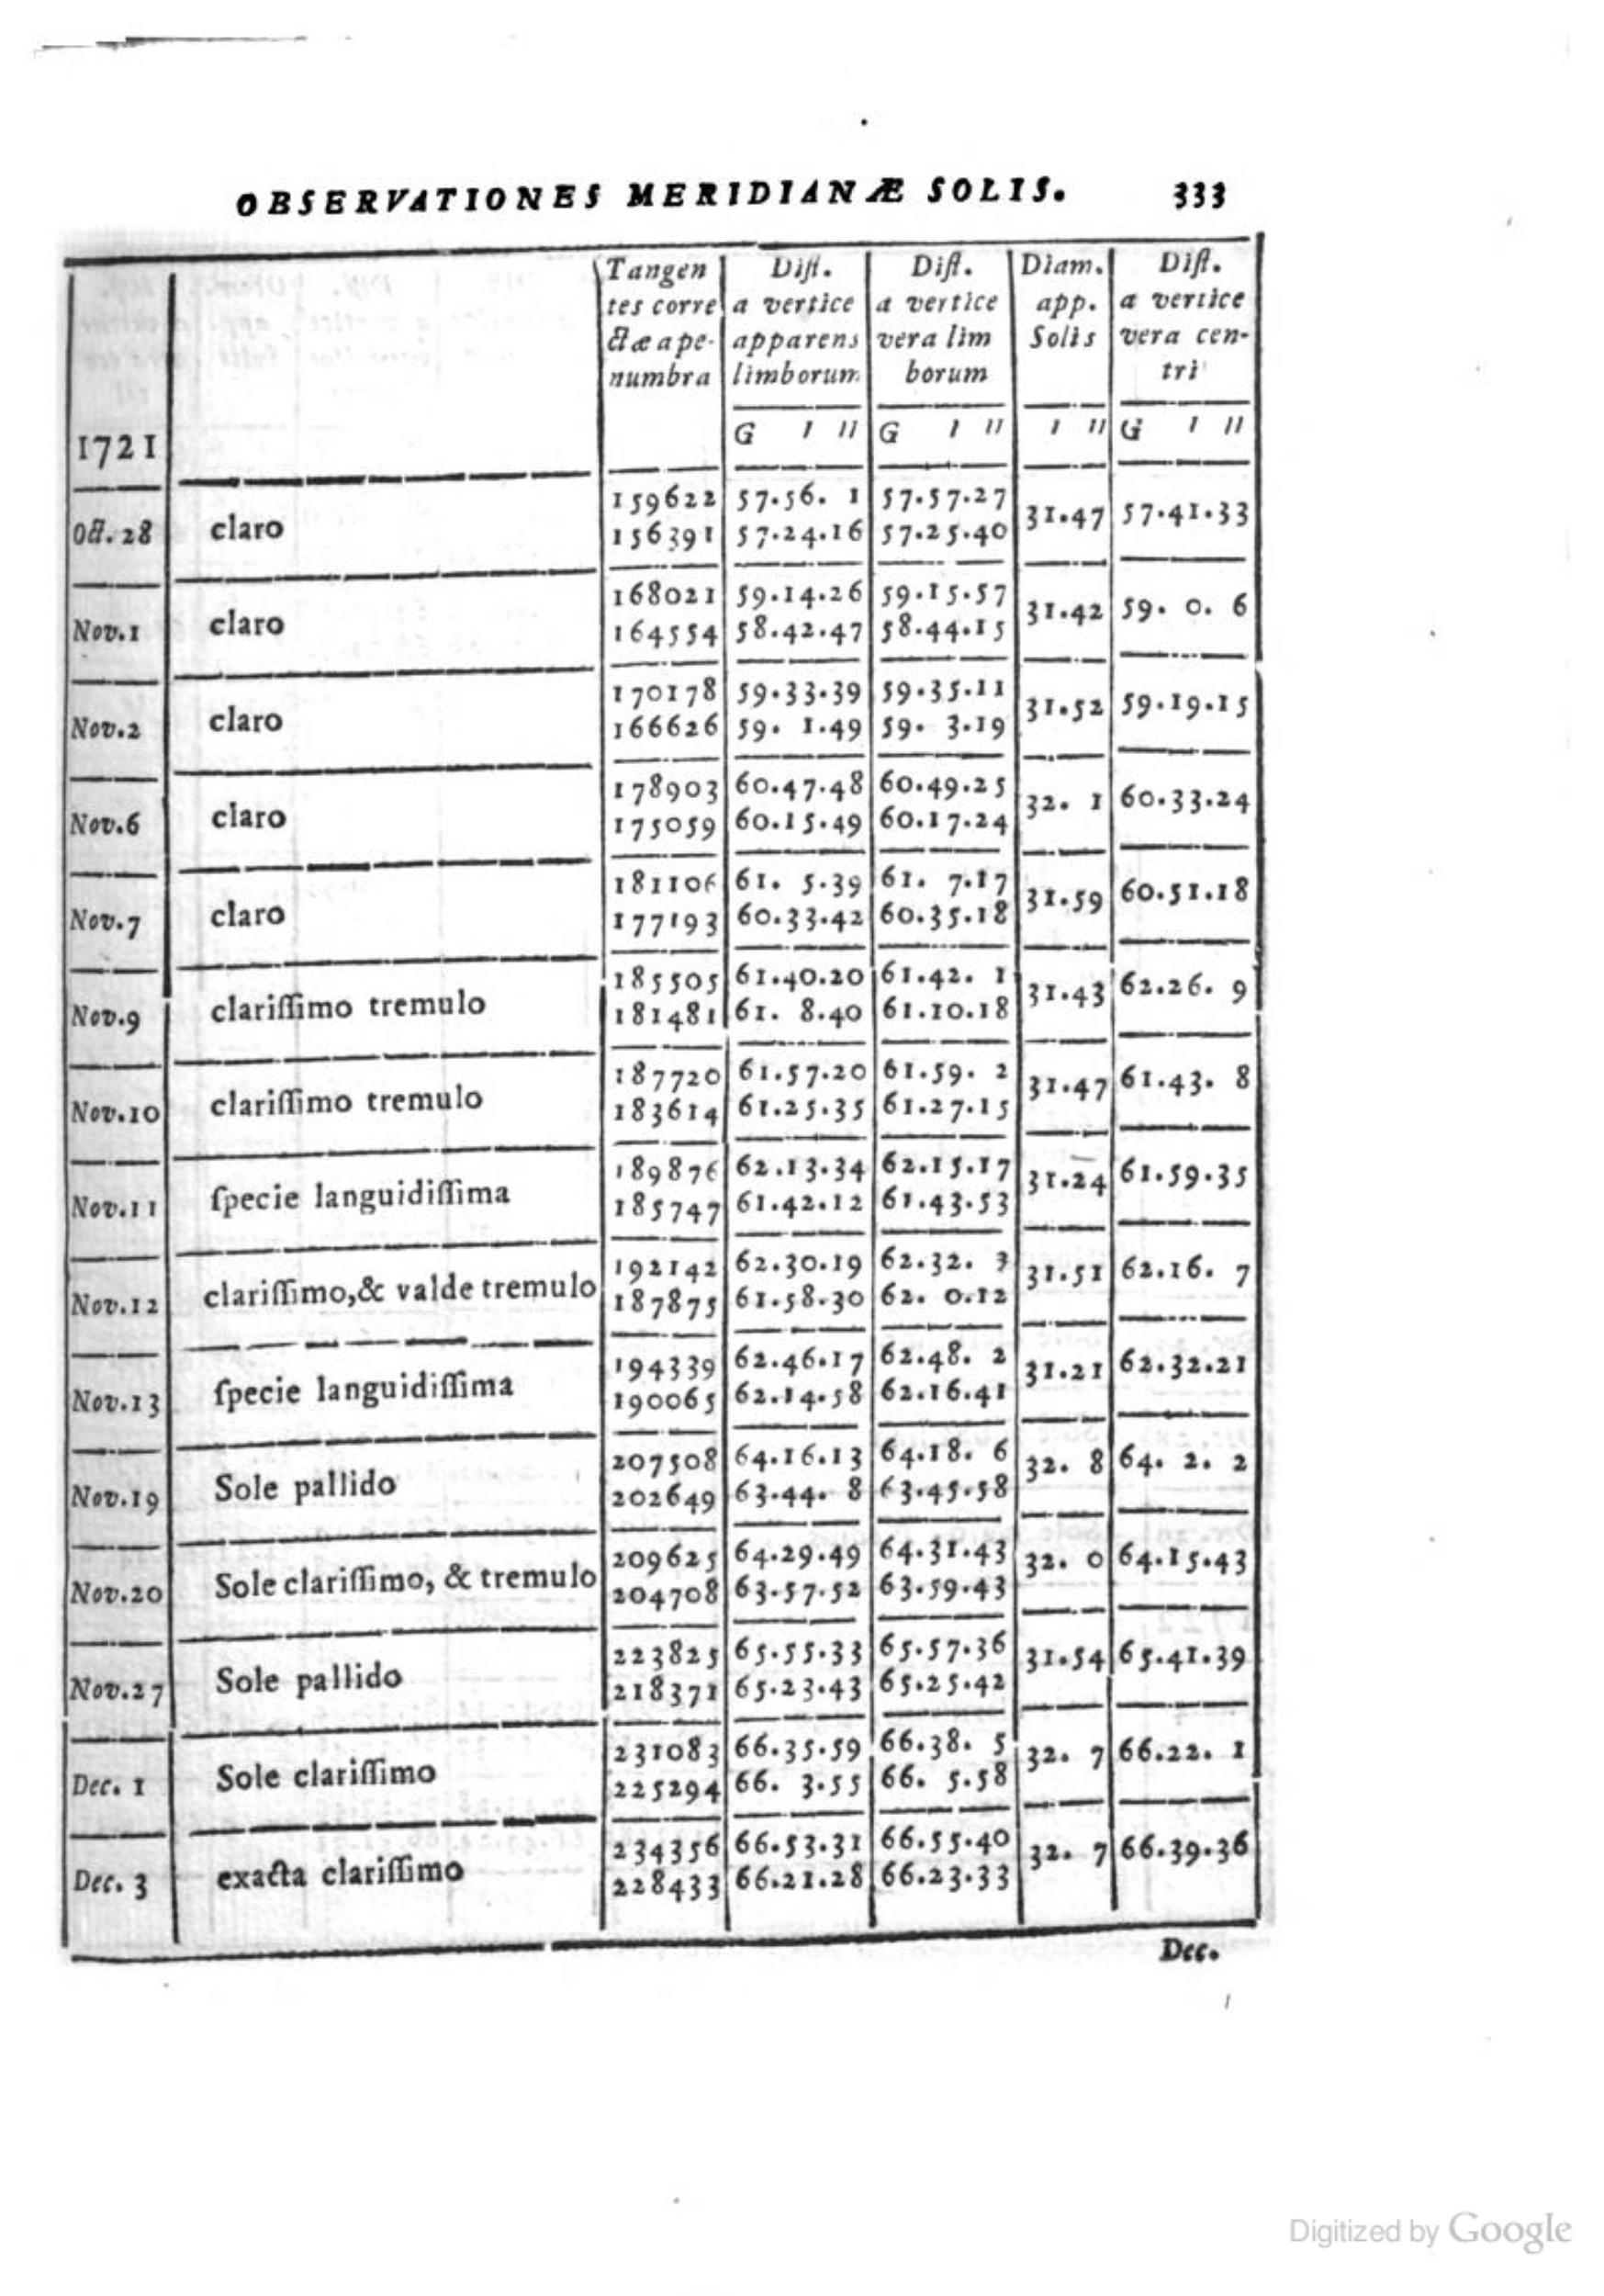 OBSERVATIONES MERIDIANÆ SOLIS. 333
Tangen Dist. Dist. Diam. Dist.
tes corre a vertice a vertice app. a vertice
ctæ a pe- apparens vera lim Solis vera cen-
numbra limborum borum tri
G I II G I II I II G I II
1721
159622 57.56. 1 57.57.27
Oct. 28 claro 31.47 57.41.33
156391 57.24.16 57.25.40
168021 59.14.26 59.15.57
Nov.1 claro 31.42 59. 0. 6
164554 58.42.47 58.44.15
170178 59.33.39 59.35.11
Nov.2 claro 31.52 59.19.15
166626 59. 1.49 59. 3.19
178903 60.47.48 60.49.25
Nov.6 claro 32. 1 60.33.24
175059 60.15.49 60.17.24
181106 61. 5.39 61. 7.17
Nov.7 claro 31.59 60.51.18
177193 60.33.42 60.35.18
185505 61.40.20 61.42. 1
Nov.9 clariſſimo tremulo 31.43 62.26. 9
181481 61. 8.40 61.10.18
187720 61.57.20 61.59. 2
Nov.10 clariſſimo tremulo 31.47 61.43. 8
183614 61.25.35 61.27.15
189876 62.13.34 62.15.17
Nov.11 ſpecie languidiſſima 31.24 61.59.35
185747 61.42.12 61.43.53
192142 62.30.19 62.32. 3
Nov.12 clariſſimo,& valde tremulo 31.51 62.16. 7
187875 61.58.30 62. 0.12
194339 62.46.17 62.48. 2
Nov.13 ſpecie languidiſſima 31.21 62.32.21
190065 62.14.58 62.16.41
207508 64.16.13 64.18. 6
Nov.19 Sole pallido 32. 8 64. 2. 2
202649 63.44. 8 63.45.58
209625 64.29.49 64.31.43
Nov.20 Sole clariſſimo, & tremulo 32. 0 64.15.43
204708 63.57.52 63.59.43
223825 65.55.33 65.57.36
Nov.27 Sole pallido 31.54 65.41.39
218371 65.23.43 65.25.42
231083 66.35.59 66.38. 5
Dec. 1 Sole clariſſimo 32. 7 66.22. 1
225294 66. 3.55 66. 5.58
234356 66.53.31 66.55.40
Dec. 3 exacta clariſſimo 32. 7 66.39.36
228433 66.21.28 66.23.33
Dec.
Digitized by Google